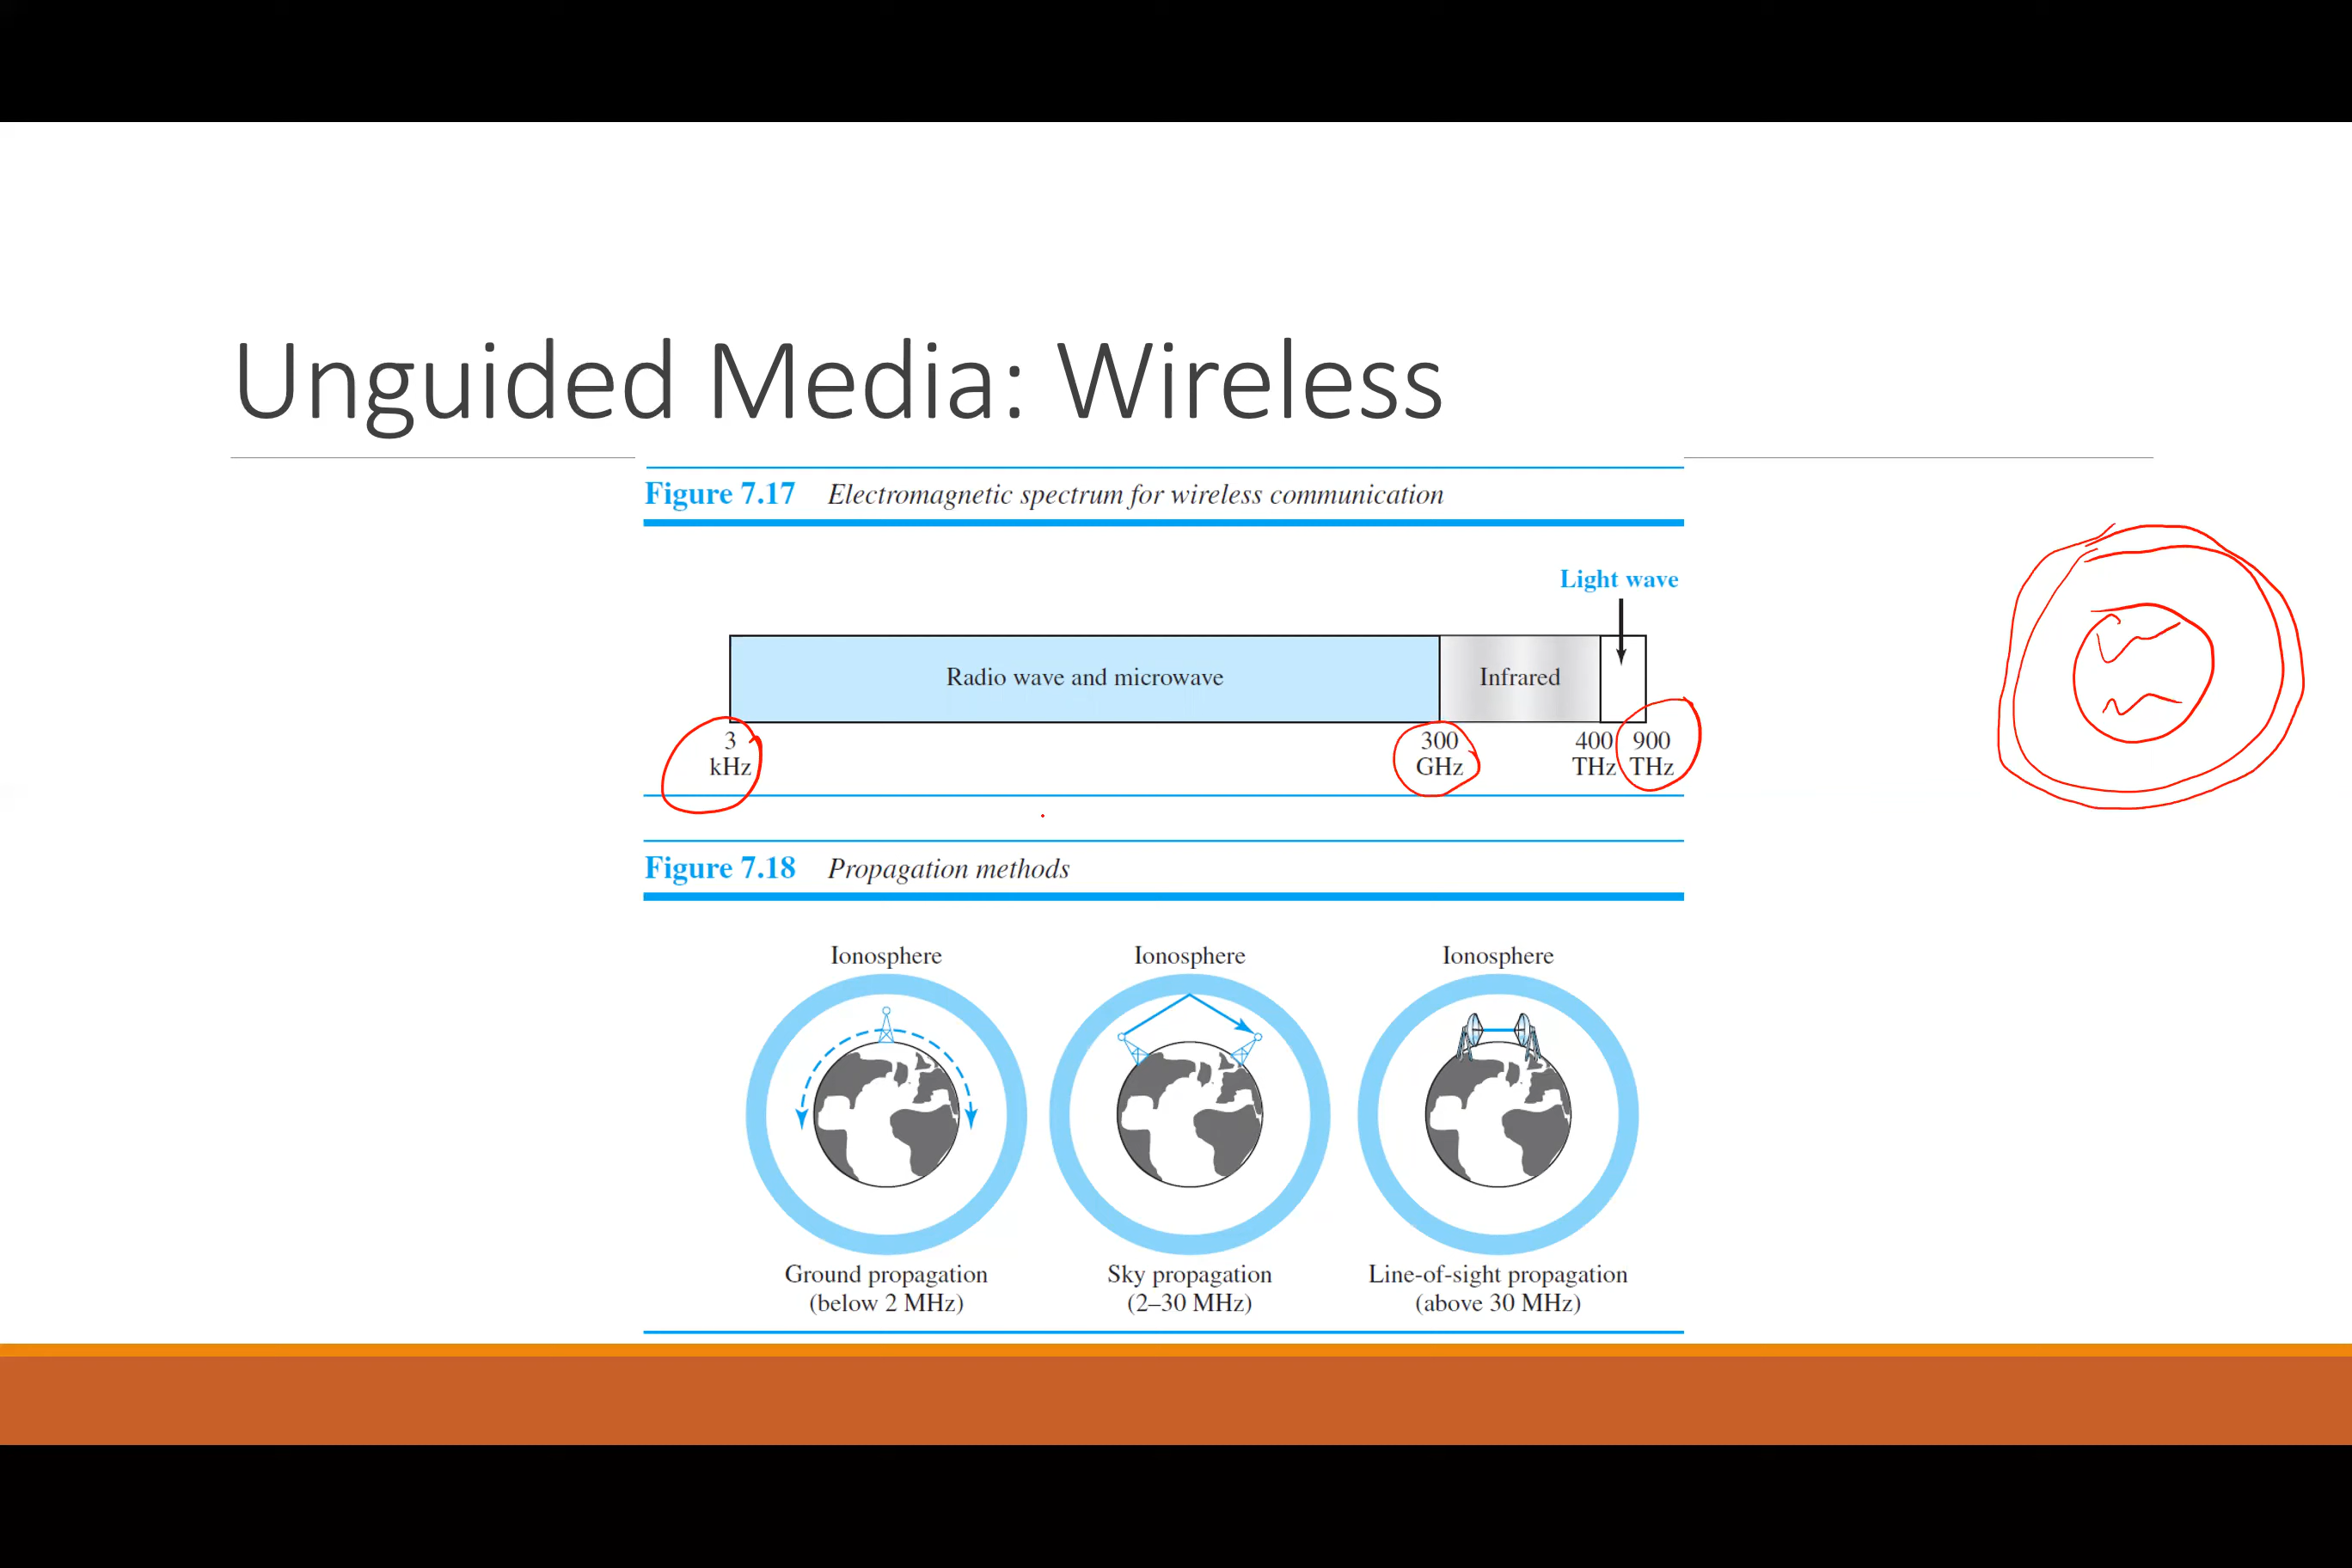 Unguided Media: Wireless
Figure 7.17 Electromagnetic spectrum for wireless communication
Light wave
Radio wave and microwave Infrared
3 300 400 900
kHz GHz THz THz
Figure 7.18 Propagation methods
Ionosphere Ionosphere Ionosphere
Ground propagation Sky propagation Line-of-sight propagation
(below 2 MHz) (2–30 MHz) (above 30 MHz)